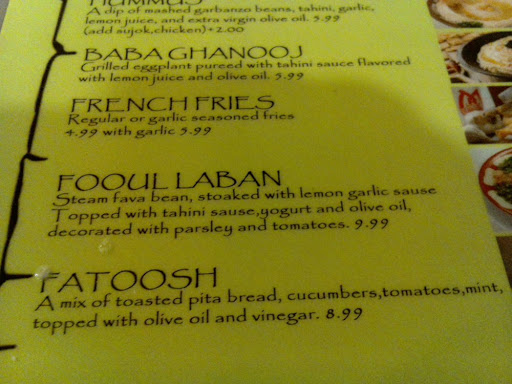 HUMMUS
A dip of mashed garbanzo beans, tahini, garlic,
lemon juice, and extra virgin olive oil. 5.99
(add sujok,chicken)+2.00
BABA GHANOOJ
Grilled eggplant pureed with tahini sauce flavored
with lemon juice and olive oil. 5.99
FRENCH FRIES
Regular or garlic seasoned fries
4.99 with garlic 5.99
FOOUL LABAN
Steam fava bean, stoaked with lemon garlic sause
Topped with tahini sause,yogurt and olive oil,
decorated with parsley and tomatoes. 9.99
FATOOSH
A mix of toasted pita bread, cucumbers,tomatoes,mint,
topped with olive oil and vinegar. 8.99